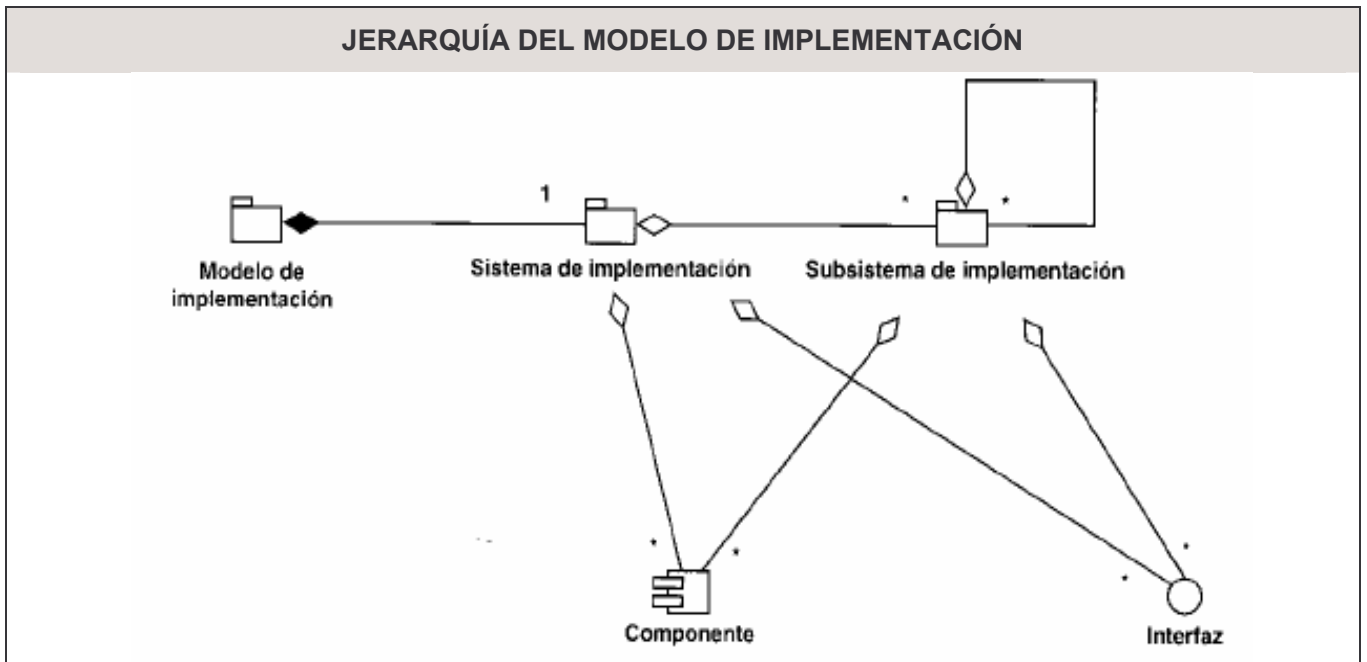 JERARQUÍA DEL MODELO DE IMPLEMENTACIÓN
1
*
*
Modelo de
implementación
Sistema de implementación
Subsistema de implementación
*
*
*
*
Componente
Interfaz